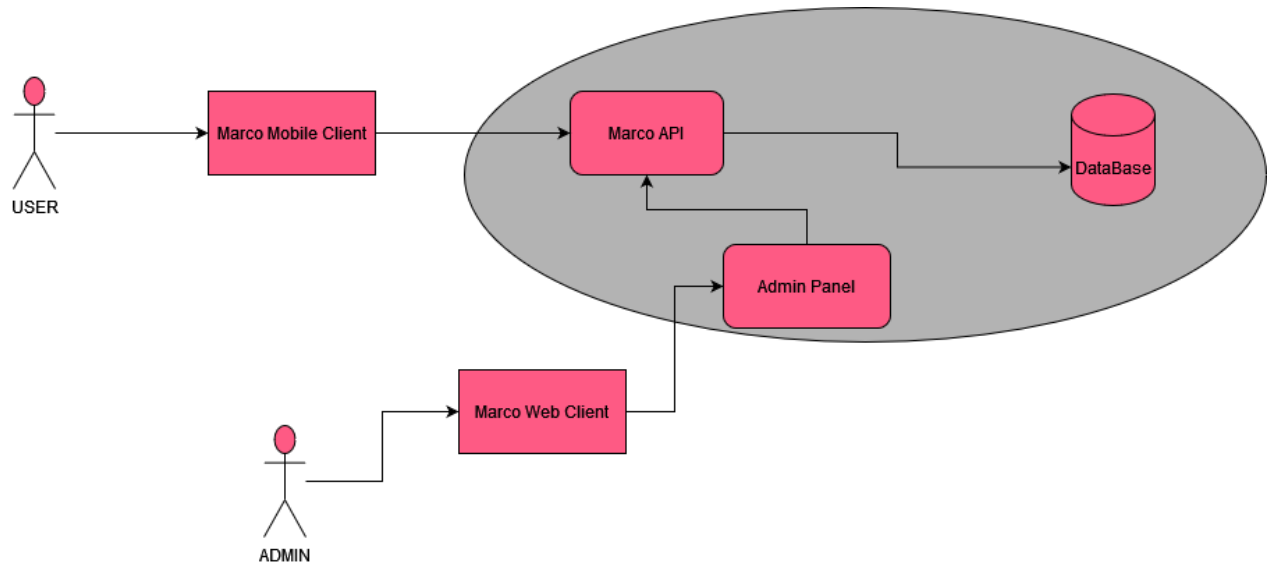 Marco Mobile Client
Marco API
DataBase
USER
Admin Panel
Marco Web Client
ADMIN